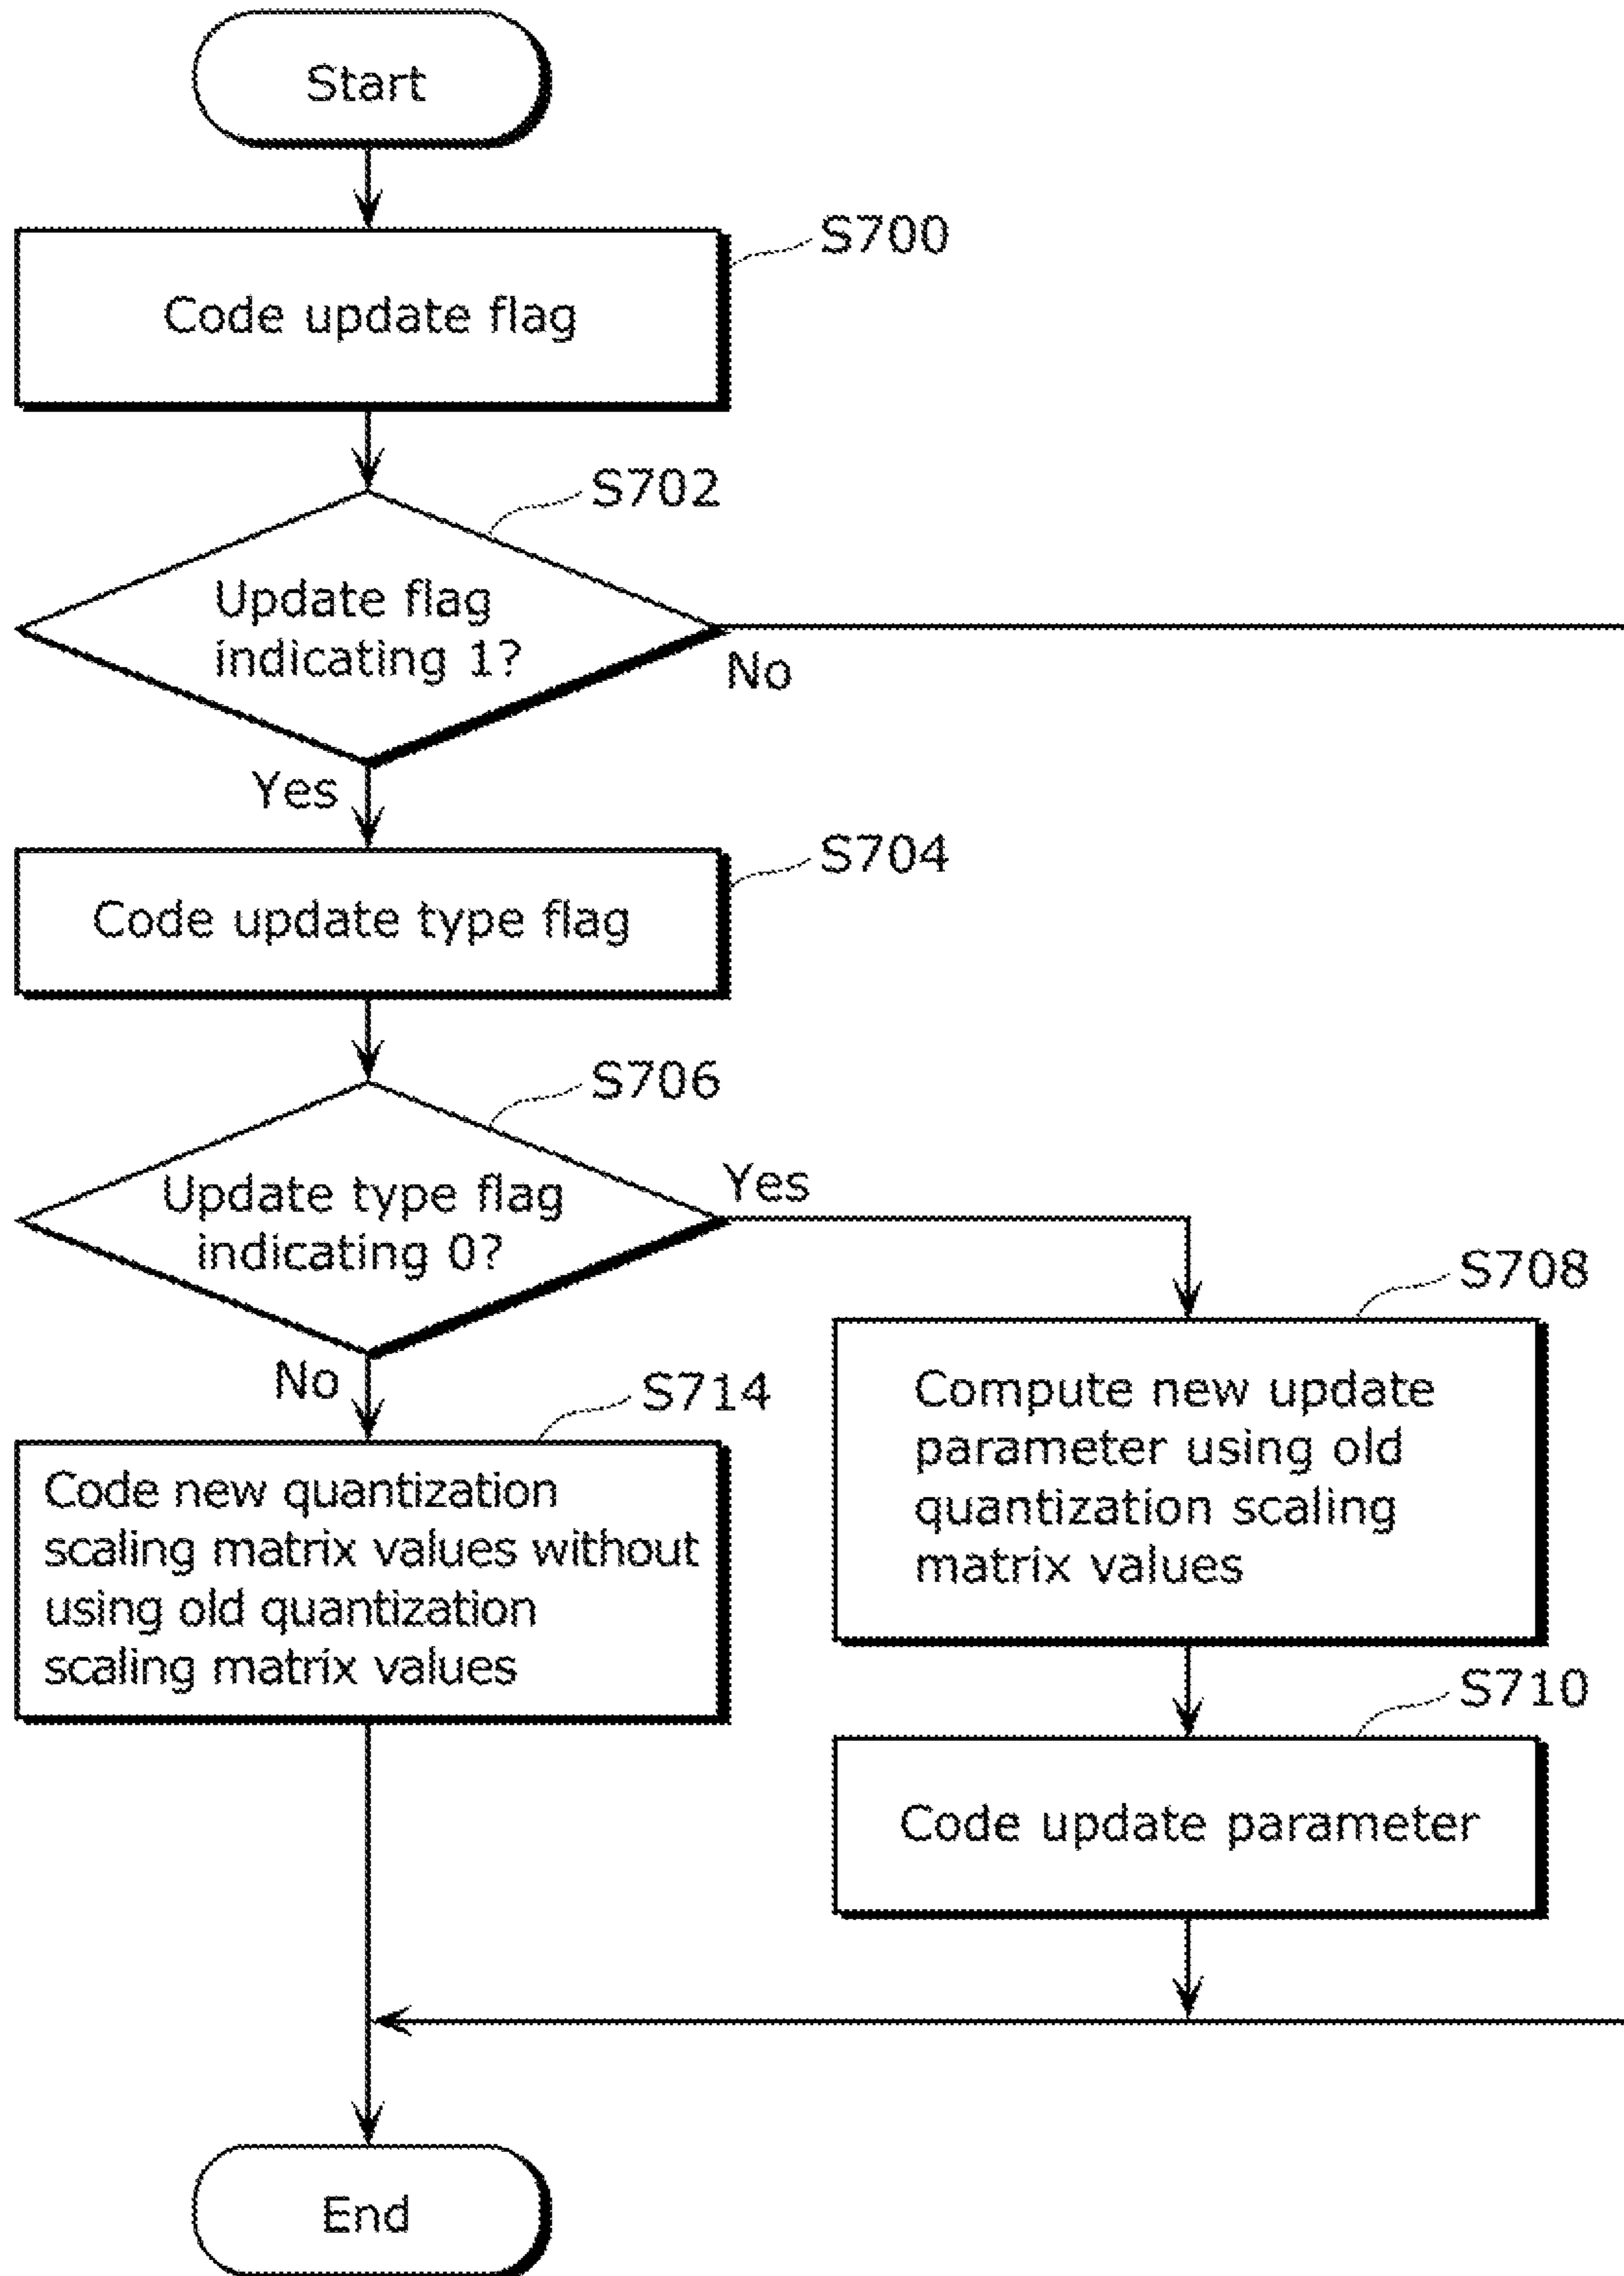 Start
S700
Code update flag
S702
Update flag
indicating 1?
No
Yes
S704
Code update type flag
S706
Update type flag
indicating 0?
Yes
No
S708
Compute new update
parameter using old
quantization scaling
matrix values
S714
Code new quantization
scaling matrix values without
using old quantization
scaling matrix values
S710
Code update parameter
End